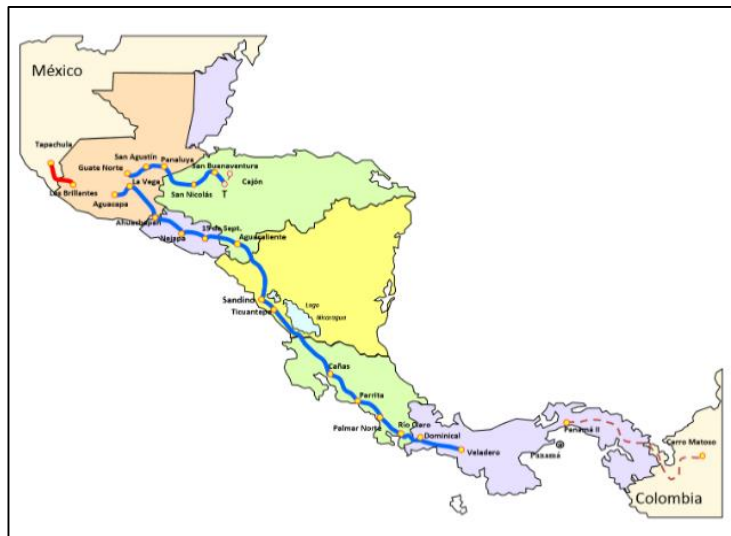 México
Tapachula
San Agustín
Panaluya
Guate Norte
San Buenaventura
La Vega
Cajón
Los Brillantes
San Nicolás
T
Aguacapa
Ahuachapán
15 de Sept.
Nejapa
Aguacaliente
Sandino
Lago
Nicaragua
Ticuantepe
Cañas
Parrita
Río Claro
Palmar Norte
Dominical
Panamá II
Cerro Matoso
Veladero
@
Panamá
Colombia